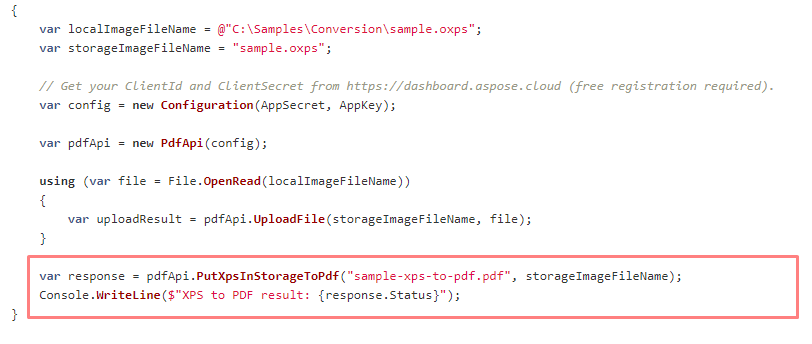 {
var localImageFileName = @"C:\Samples\Conversion\sample.oxps";
var storageImageFileName = "sample.oxps";
// Get your ClientId and ClientSecret from https://dashboard.aspose.cloud (free registration required).
var config = new Configuration(AppSecret, AppKey);
var pdfApi = new PdfApi(config);
using (var file = File.OpenRead(localImageFileName))
{
var uploadResult = pdfApi.UploadFile(storageImageFileName, file);
}
var response = pdfApi.PutXpsInStorageToPdf("sample-xps-to-pdf.pdf", storageImageFileName);
Console.WriteLine($"XPS to PDF result: {response.Status}");
}